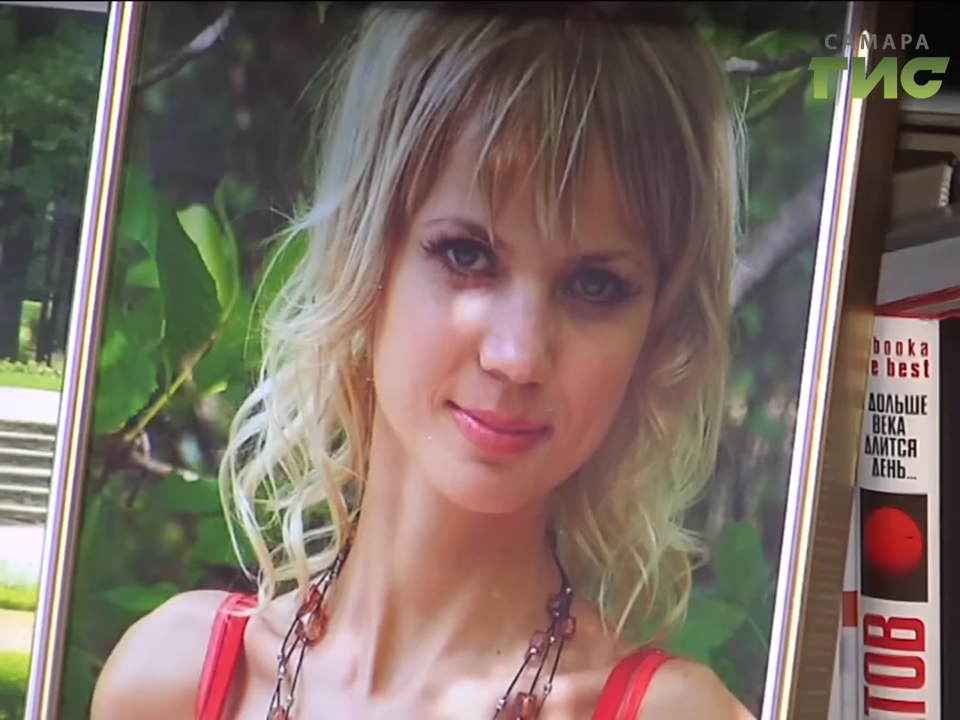 САМАРА
ТИС
booka
e best
ДОЛЬШЕ
ВЕКА
ДЛИТСЯ
ДЕНЬ...
ТОВ